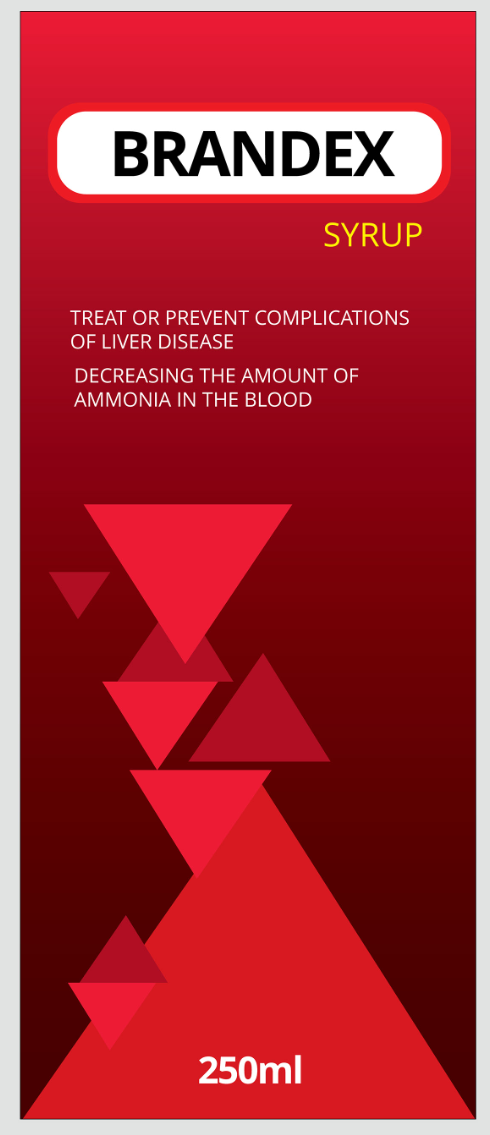 BRANDEX
SYRUP
TREAT OR PREVENT COMPLICATIONS
OF LIVER DISEASE
DECREASING THE AMOUNT OF
AMMONIA IN THE BLOOD
250ml